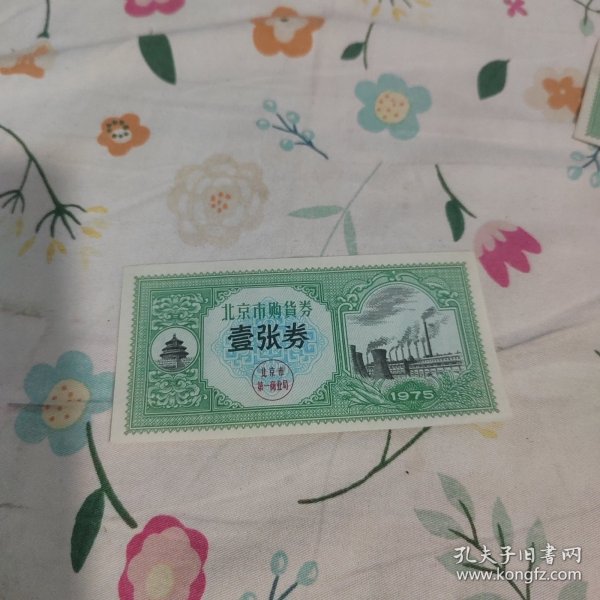 北京市购货券
壹张券
北京市
第一商业局
1975
孔夫子旧书网
www.kongfz.com